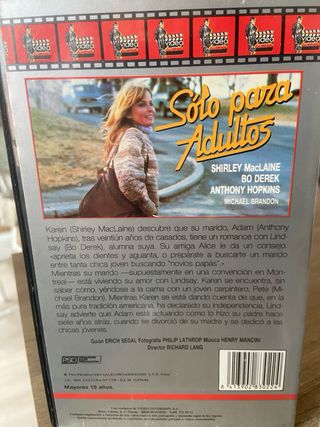 Sólo para
Adultos
SHIRLEY MacLAINE
BO DEREK
ANTHONY HOPKINS
MICHAEL BRANDON
Karen (Shirley MacLaine) descubre que su marido, Adam (Anthony
Hopkins), tras veintiún años de casados, tiene un romance con Lind-
say (Bo Derek), alumna suya. Su amiga Alice le da un consejo.
«aprieta los dientes y aguanta, o prepárate a buscarte un marido
entre tanta chica joven buscando "novios papás".»
Mientras su marido —supuestamente en una convención en Mon-
treal— está viviendo su amor con Lindsay, Karen se encuentra, sin
saber cómo, yéndose a la cama con un joven carpintero, Pete (Mi-
chael Brandon). Mientras Karen se está dando cuenta de que, en la
más pura tradición americana, ha declarado su independencia, Lind-
say advierte que Adam está actuando como lo hizo su padre hace
siete años atrás, cuando se divorció de su madre y se dedicó a las
chicas jóvenes.
Guión ERICH SEGAL Fotografía PHILIP LATHROP Música HENRY MANCINI
Director RICHARD LANG
PSO
Mayores 18 años.
8 413902 830224